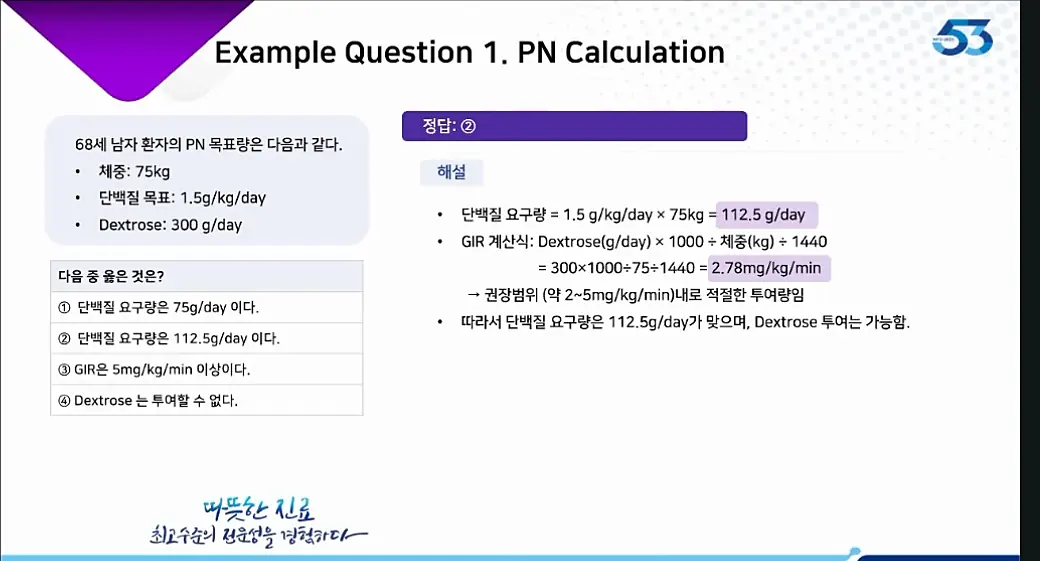 Example Question 1. PN Calculation
53
68세 남자 환자의 PN 목표량은 다음과 같다.
• 체중: 75kg
• 단백질 목표: 1.5g/kg/day
• Dextrose: 300 g/day
다음 중 옳은 것은?
① 단백질 요구량은 75g/day 이다.
② 단백질 요구량은 112.5g/day 이다.
③ GIR은 5mg/kg/min 이상이다.
④ Dextrose 는 투여할 수 없다.
정답: ②
해설
• 단백질 요구량 = 1.5 g/kg/day × 75kg = 112.5 g/day
• GIR 계산식: Dextrose(g/day) × 1000 ÷ 체중(kg) ÷ 1440
= 300×1000÷75÷1440 = 2.78mg/kg/min
→ 권장범위 (약 2~5mg/kg/min)내로 적절한 투여량임
• 따라서 단백질 요구량은 112.5g/day가 맞으며, Dextrose 투여는 가능함.
따뜻한 진료
최고수준의 전문성을 경험하다